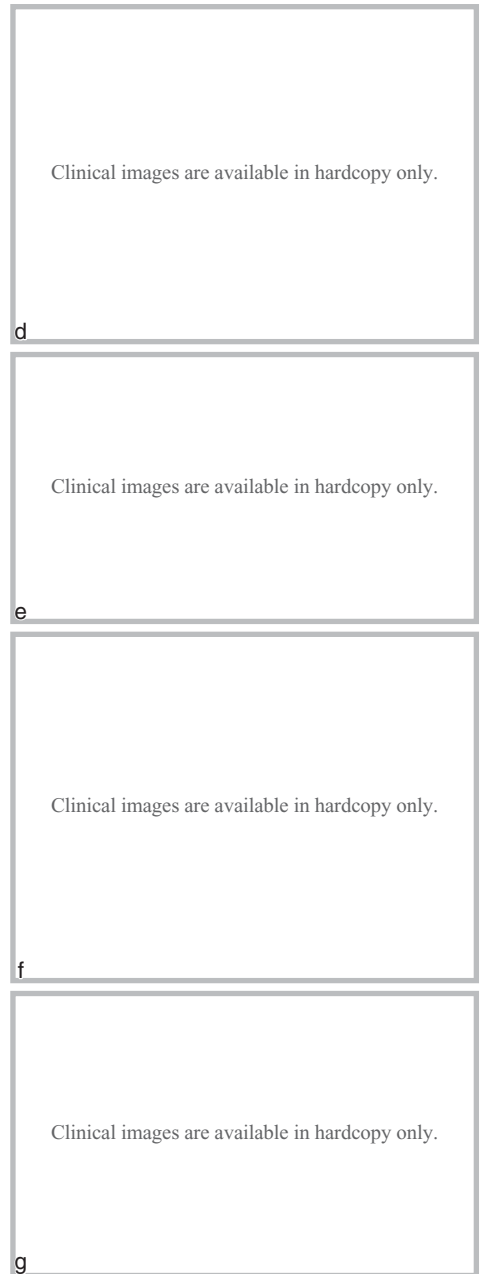 Clinical images are available in hardcopy only.
d
Clinical images are available in hardcopy only.
e
Clinical images are available in hardcopy only.
f
Clinical images are available in hardcopy only.
g